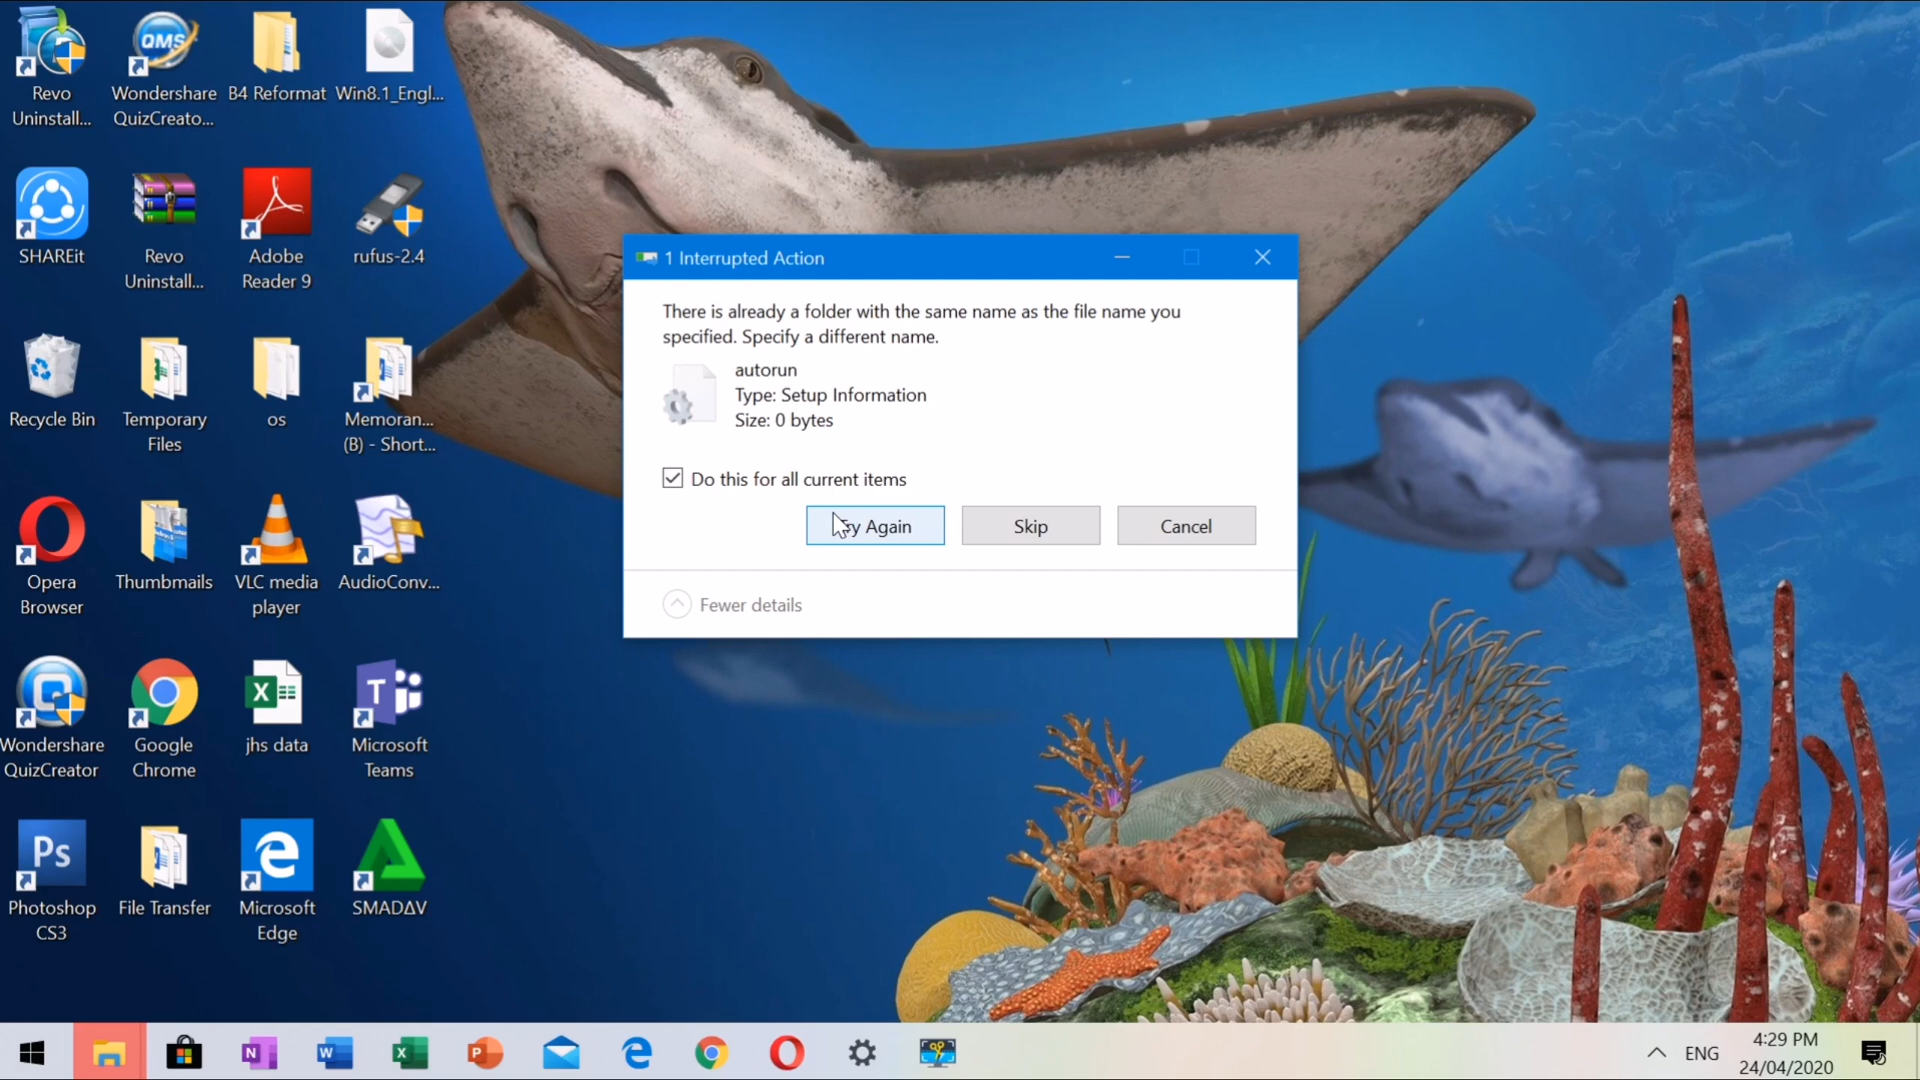 Revo
Uninstall...
Wondershare
QuizCreato...
B4 Reformat
Win8.1_Engl...
QMS
SHAREit
Revo
Uninstall...
Adobe
Reader 9
rufus-2.4
Recycle Bin
Temporary
Files
os
Memoran...
(B) - Short...
Opera
Browser
Thumbmails
VLC media
player
AudioConv...
Wondershare
QuizCreator
Google
Chrome
X
jhs data
T
Microsoft
Teams
Ps
Photoshop
CS3
File Transfer
Microsoft
Edge
SMADΔV
1 Interrupted Action
There is already a folder with the same name as the file name you
specified. Specify a different name.
autorun
Type: Setup Information
Size: 0 bytes
Do this for all current items
Again
Skip
Cancel
Fewer details
N
W
X
P
ENG
4:29 PM
24/04/2020